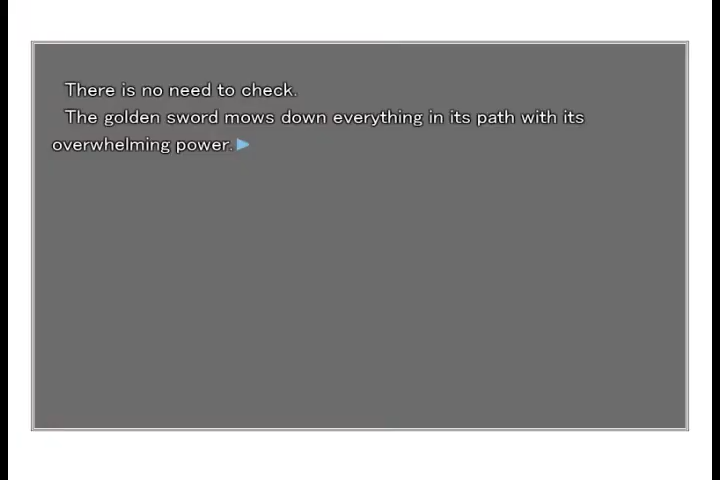 There is no need to check.
The golden sword mows down everything in its path with its
overwhelming power.